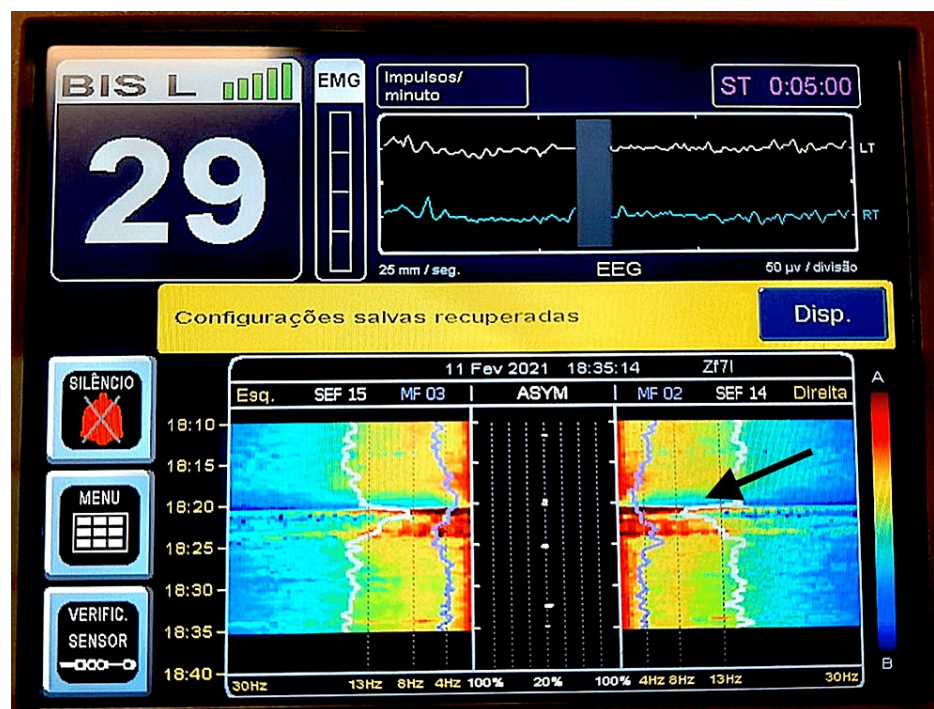 BIS L
EMG
Impulsos/
minuto
ST 0:05:00
29
LT
RT
25 mm / seg.
EEG
50 µv / divisão
Configurações salvas recuperadas
Disp.
SILÊNCIO
MENU
VERIFIC.
SENSOR
11 Fev 2021 18:35:14
Esq. SEF 15 MF 03 ASYM MF 02 SEF 14 Direita
A
18:10
18:15
18:20
18:25
18:30
18:35
18:40
B
30Hz 13Hz 8Hz 4Hz 100% 20% 100% 4Hz 8Hz 13Hz 30Hz